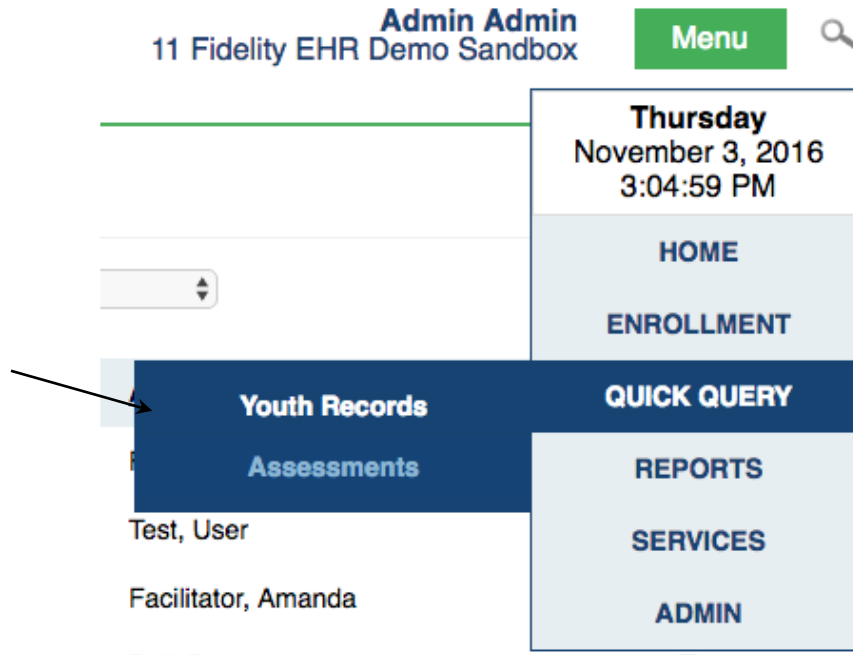 Admin Admin
11 Fidelity EHR Demo Sandbox
Menu
Thursday
November 3, 2016
3:04:59 PM
HOME
ENROLLMENT
QUICK QUERY
Youth Records
Assessments
REPORTS
Test, User
SERVICES
Facilitator, Amanda
ADMIN